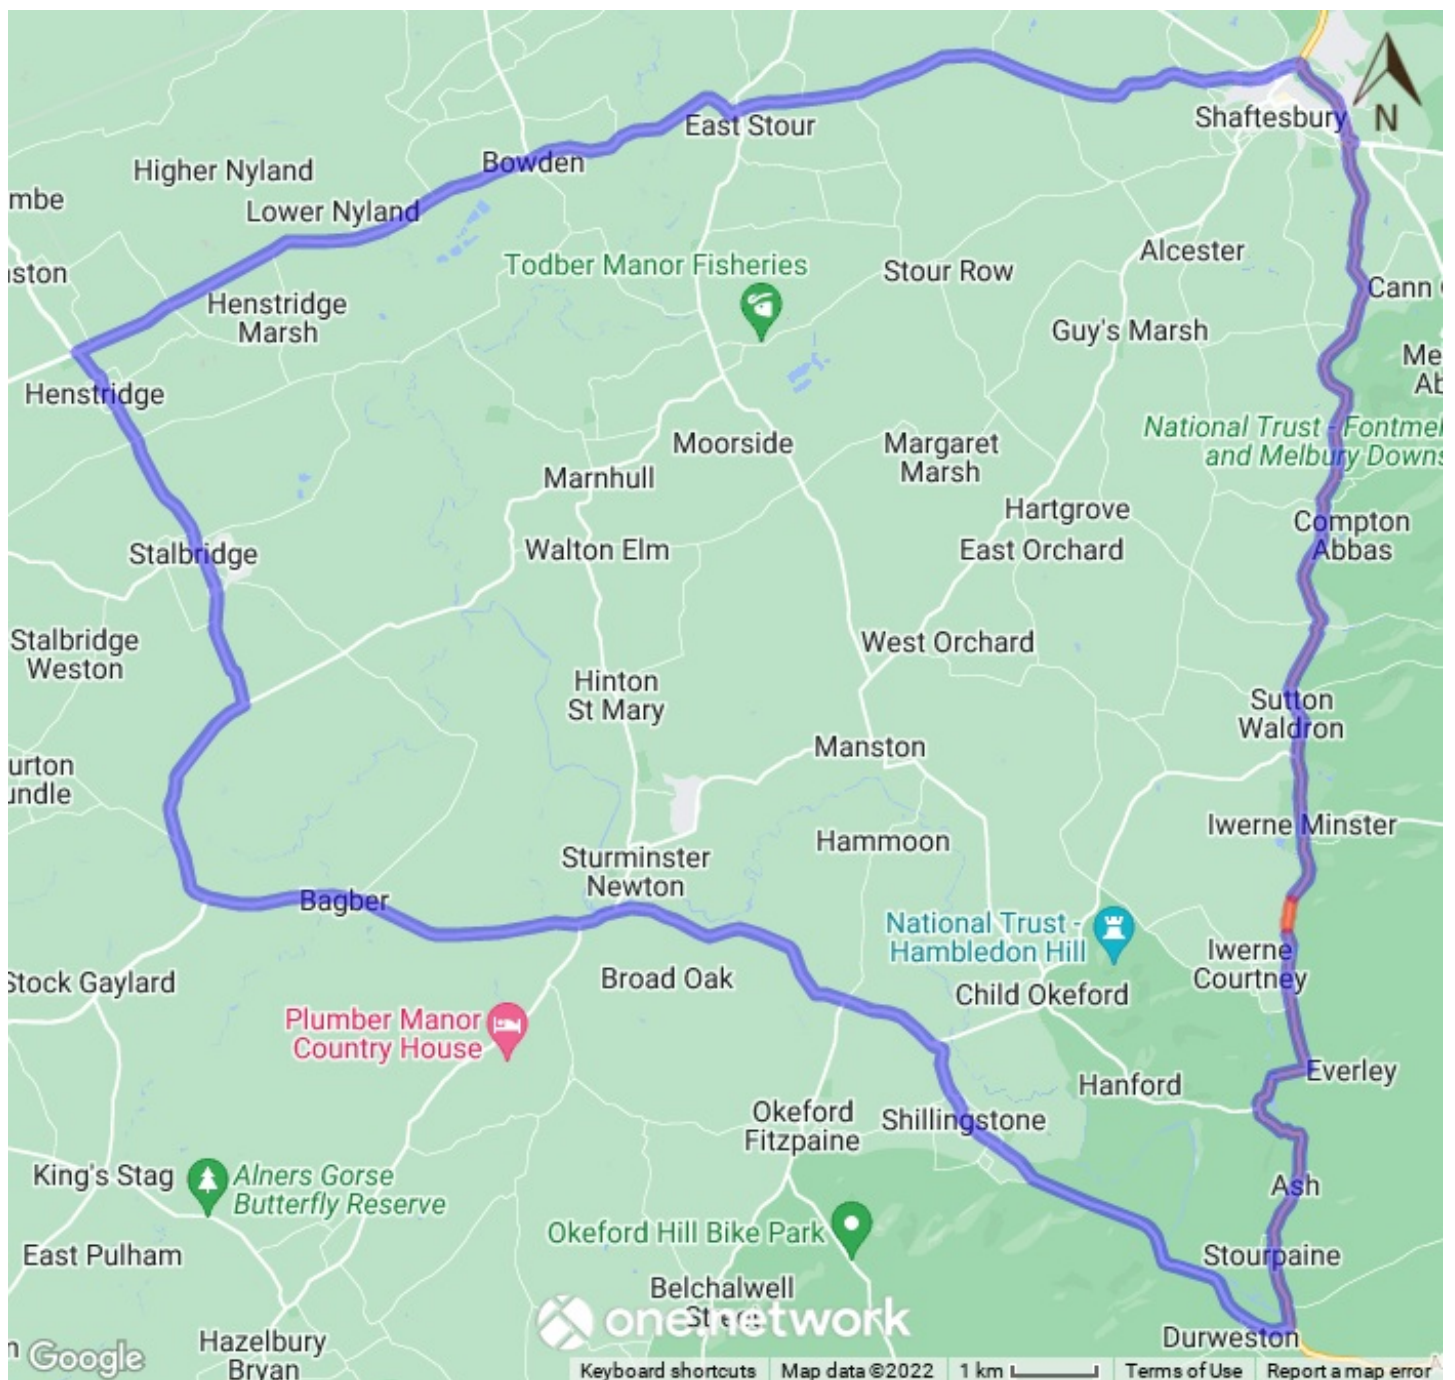 Shaftesbury
N
East Stour
Bowden
Higher Nyland
mbe
Lower Nyland
aston
Alcester
Todber Manor Fisheries
Stour Row
Cann
Henstridge
Marsh
Guy's Marsh
Me
Ab
Henstridge
National Trust - Fontmel
and Melbury Downs
Moorside
Margaret
Marsh
Marnhull
Hartgrove
Compton
Abbas
Stalbridge
Walton Elm
East Orchard
Stalbridge
Weston
West Orchard
Hinton
St Mary
Sutton
Waldron
Manston
urton
undle
Iwerne Minster
Hammoon
Sturminster
Newton
Bagber
National Trust -
Hambledon Hill
Iwerne
Courtney
Stock Gaylard
Broad Oak
Child Okeford
Plumber Manor
Country House
Everley
Hanford
Okeford
Fitzpaine
Shillingstone
King's Stag
Alners Gorse
Butterfly Reserve
Ash
Okeford Hill Bike Park
East Pulham
Stourpaine
Belchalwell
Street
one.network
Durweston
Hazelbury
Bryan
n
Google
Keyboard shortcuts
Map data ©2022
1 km
Terms of Use
Report a map error